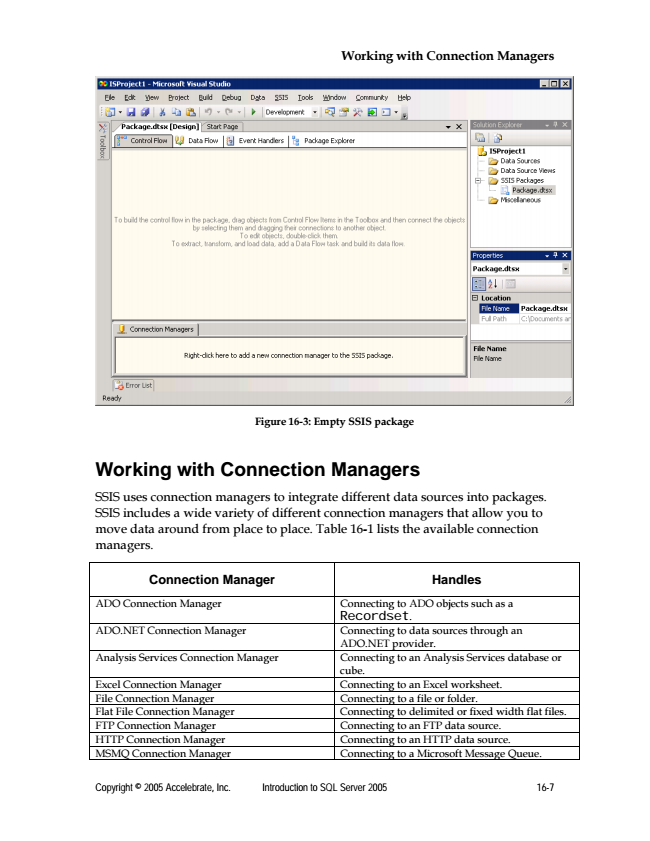 Working with Connection Managers
ISProject1 - Microsoft Visual Studio
File Edit View Project Build Debug Data SSIS Tools Window Community Help
Development
Toolbox
Package.dtsx [Design] Start Page
Control Flow Data Flow Event Handlers Package Explorer
To build the control flow in the package, drag objects from Control Flow Items in the Toolbox and then connect the objects
by selecting them and dragging their connections to another object.
To edit objects, double-click them.
To extract, transform, and load data, add a Data Flow task and build its data flow.
Connection Managers
Right-click here to add a new connection manager to the SSIS package.
Solution Explorer
ISProject1
Data Sources
Data Source Views
SSIS Packages
Package.dtsx
Miscellaneous
Properties
Package.dtsx
Location
File Name Package.dtsx
Full Path C:\Documents ar
File Name
File Name
Error List
Ready
Figure 16-3: Empty SSIS package
Working with Connection Managers
SSIS uses connection managers to integrate different data sources into packages.
SSIS includes a wide variety of different connection managers that allow you to
move data around from place to place. Table 16-1 lists the available connection
managers.
Connection Manager Handles
ADO Connection Manager Connecting to ADO objects such as a
Recordset.
ADO.NET Connection Manager Connecting to data sources through an
ADO.NET provider.
Analysis Services Connection Manager Connecting to an Analysis Services database or
cube.
Excel Connection Manager Connecting to an Excel worksheet.
File Connection Manager Connecting to a file or folder.
Flat File Connection Manager Connecting to delimited or fixed width flat files.
FTP Connection Manager Connecting to an FTP data source.
HTTP Connection Manager Connecting to an HTTP data source.
MSMQ Connection Manager Connecting to a Microsoft Message Queue.
Copyright © 2005 Accelebrate, Inc. Introduction to SQL Server 2005 16-7